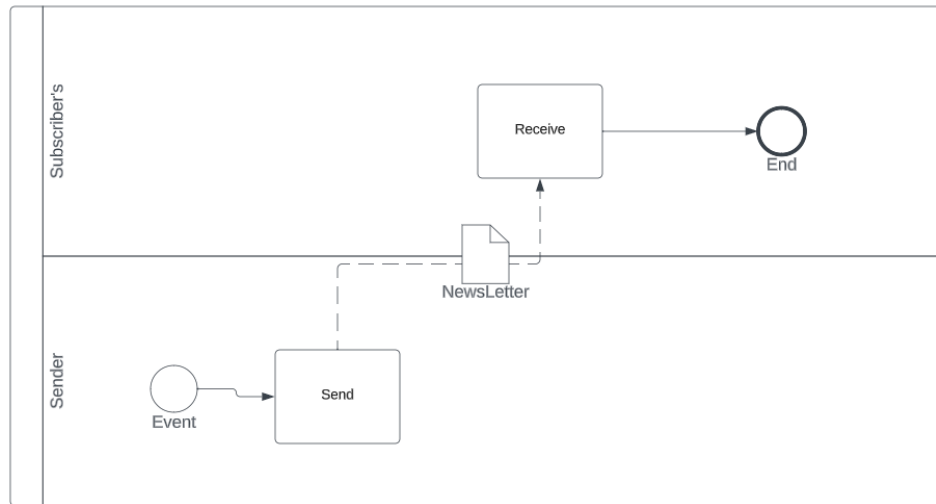 Subscriber's
Receive
End
NewsLetter
Sender
Send
Event